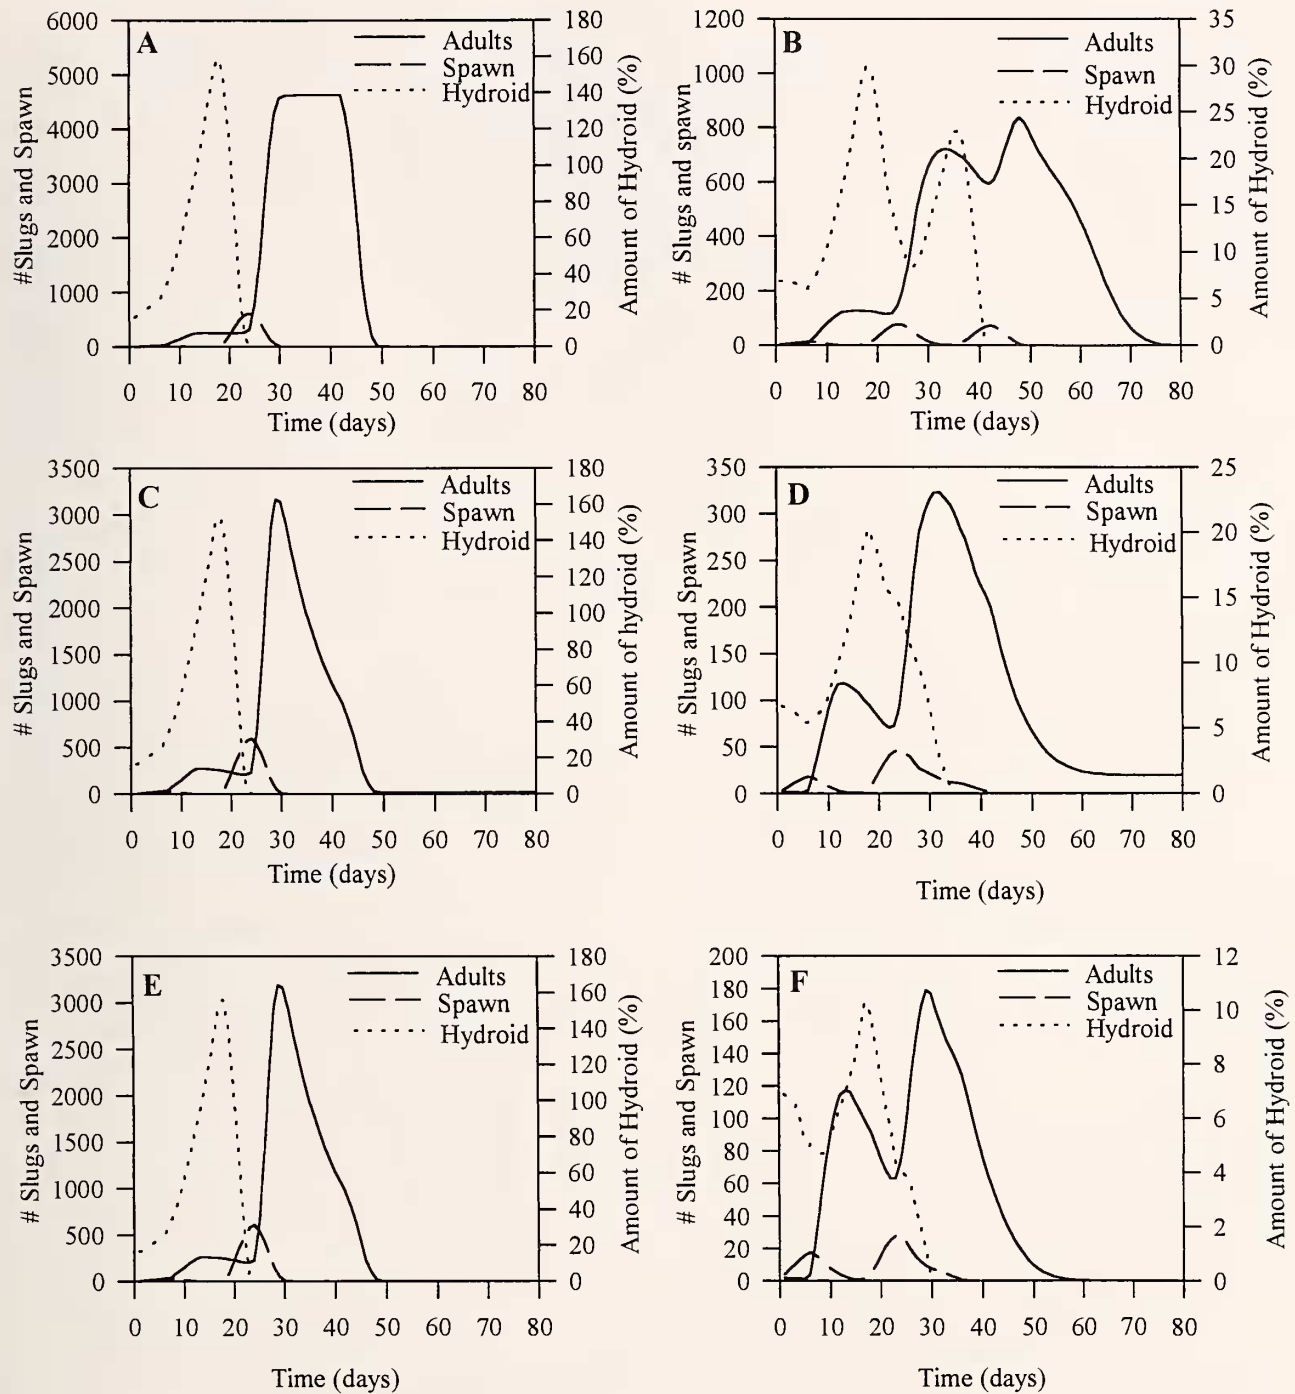 A
Adults
Spawn
Hydroid
#Slugs and Spawn
6000
5000
4000
3000
2000
1000
0
180
160
140
120
100
80
60
40
20
0
Amount of Hydroid (%)
0 10 20 30 40 50 60 70 80
Time (days)
B
Adults
Spawn
Hydroid
# Slugs and spawn
1200
1000
800
600
400
200
0
35
30
25
20
15
10
5
0
Amount of Hydroid (%)
0 10 20 30 40 50 60 70 80
Time (days)
C
Adults
Spawn
Hydroid
# Slugs and Spawn
3500
3000
2500
2000
1500
1000
500
0
180
160
140
120
100
80
60
40
20
0
Amount of hydroid (%)
0 10 20 30 40 50 60 70 80
Time (days)
D
Adults
Spawn
Hydroid
# Slugs and Spawn
350
300
250
200
150
100
50
0
25
20
15
10
5
0
Amount of Hydroid (%)
0 10 20 30 40 50 60 70 80
Time (days)
E
Adults
Spawn
Hydroid
# Slugs and Spawn
3500
3000
2500
2000
1500
1000
500
0
180
160
140
120
100
80
60
40
20
0
Amount of Hydroid (%)
0 10 20 30 40 50 60 70 80
Time (days)
F
Adults
Spawn
Hydroid
# Slugs and Spawn
200
180
160
140
120
100
80
60
40
20
0
12
10
8
6
4
2
0
Amount of Hydroid (%)
0 10 20 30 40 50 60 70 80
Time (days)